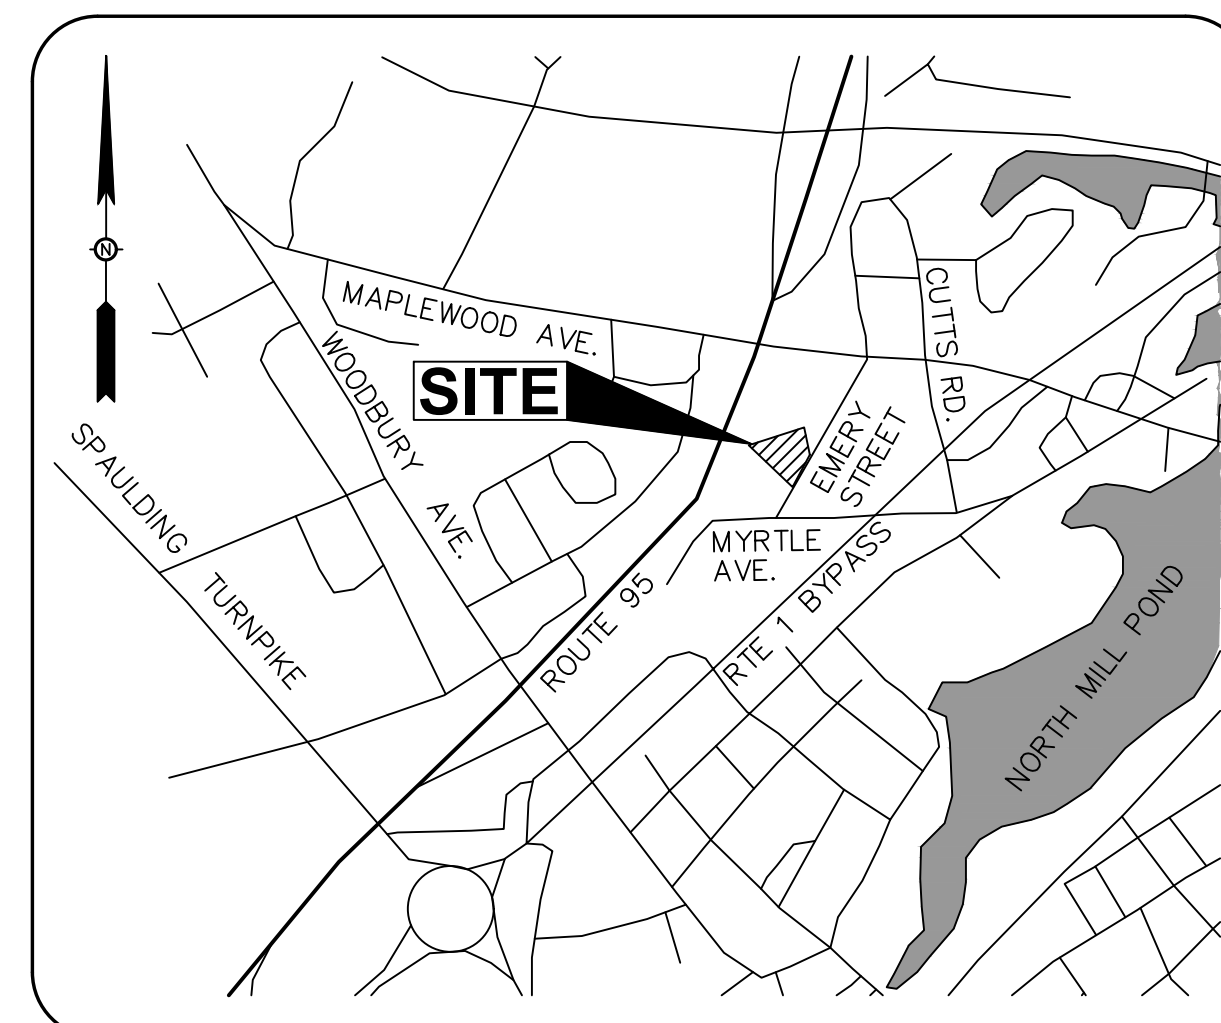 N
MAPLEWOOD AVE.
CUTTS RD.
WOODBURY AVE.
SITE
EMERY
STREET
SPAULDING TURNPIKE
MYRTLE
AVE.
RTE 1 BYPASS
ROUTE 95
NORTH MILL POND